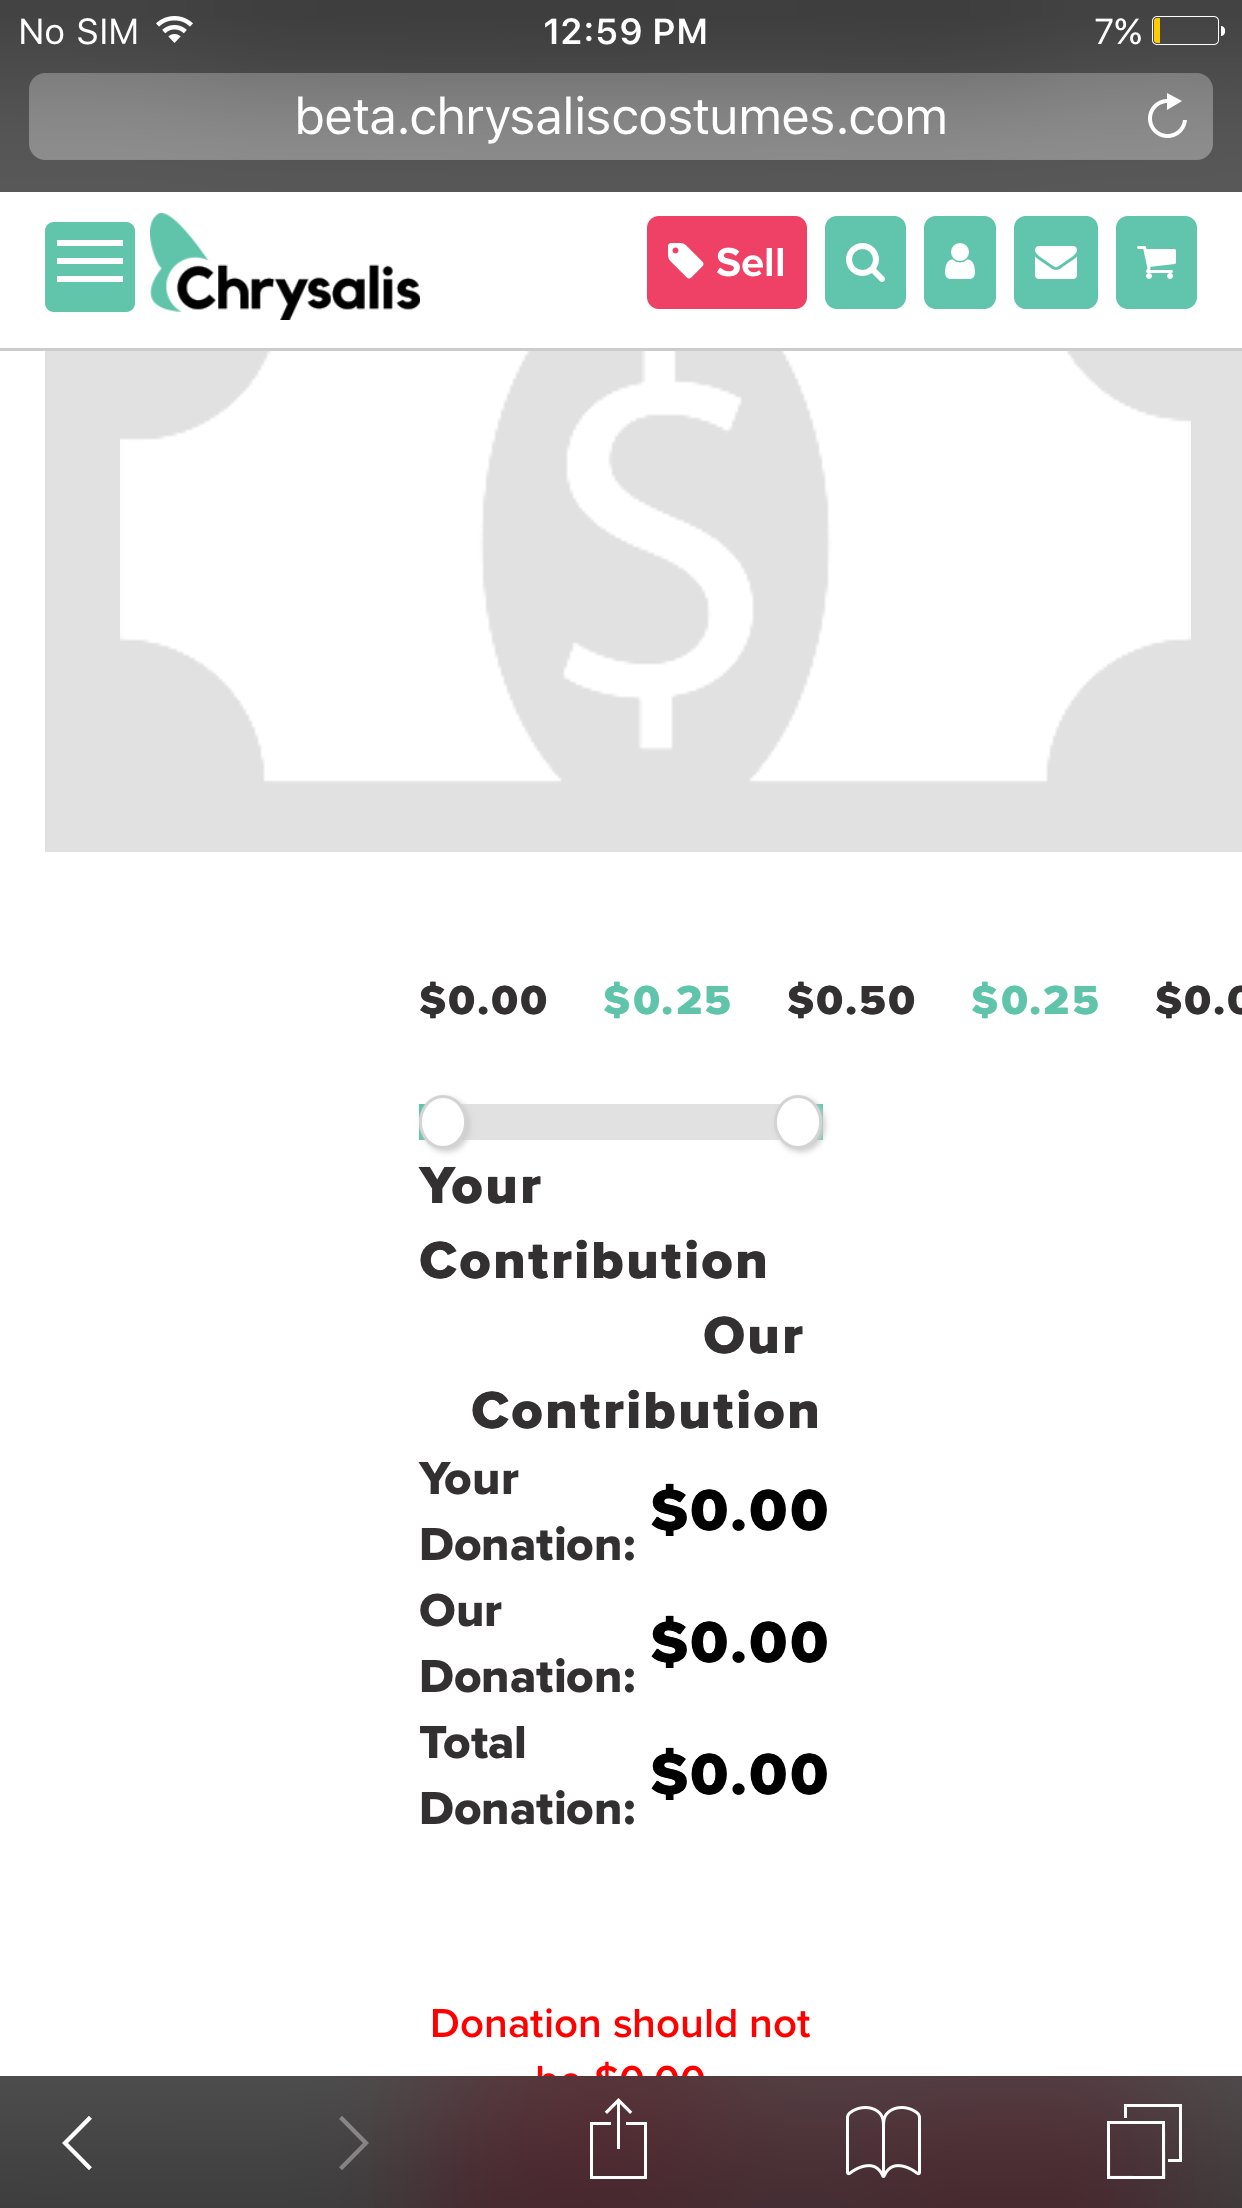 No SIM 12:59 PM 7%
beta.chrysaliscostumes.com
Chrysalis Sell
$
$0.00 $0.25 $0.50 $0.25
Your
Contribution
Our
Contribution
Your
Donation: $0.00
Our
Donation: $0.00
Total
Donation: $0.00
Donation should not
be $0.00